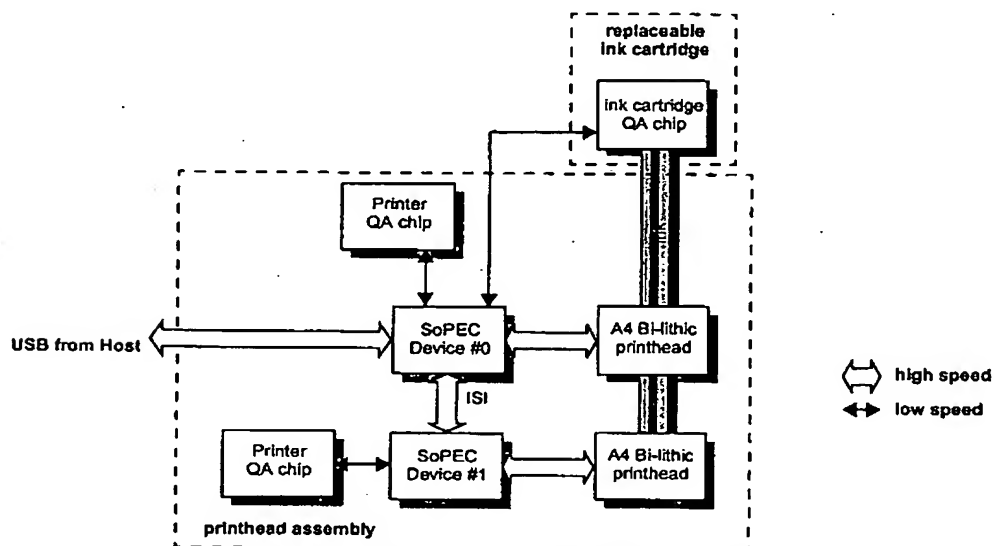 replaceable
ink cartridge
ink cartridge
QA chip
Printer
QA chip
SoPEC
Device #0
A4 Bi-lithic
printhead
USB from Host
high speed
low speed
ISI
Printer
QA chip
SoPEC
Device #1
A4 Bi-lithic
printhead
printhead assembly